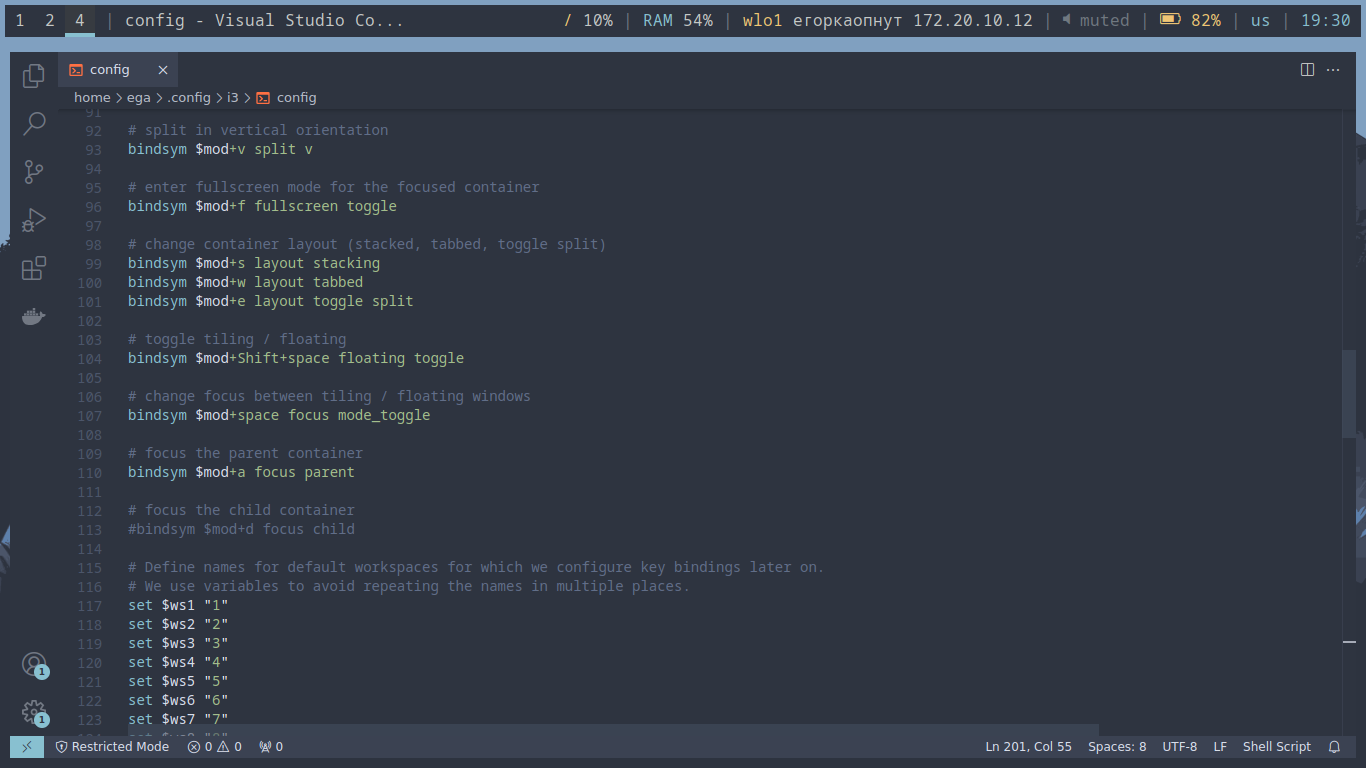 1 2 4 | config - Visual Studio Co... / 10% | RAM 54% | wlo1 егоркаопнут 172.20.10.12 | muted | 82% | us | 19:30
config
home > ega > .config > i3 > config
91
92 # split in vertical orientation
93 bindsym $mod+v split v
94
95 # enter fullscreen mode for the focused container
96 bindsym $mod+f fullscreen toggle
97
98 # change container layout (stacked, tabbed, toggle split)
99 bindsym $mod+s layout stacking
100 bindsym $mod+w layout tabbed
101 bindsym $mod+e layout toggle split
102
103 # toggle tiling / floating
104 bindsym $mod+Shift+space floating toggle
105
106 # change focus between tiling / floating windows
107 bindsym $mod+space focus mode_toggle
108
109 # focus the parent container
110 bindsym $mod+a focus parent
111
112 # focus the child container
113 #bindsym $mod+d focus child
114
115 # Define names for default workspaces for which we configure key bindings later on.
116 # We use variables to avoid repeating the names in multiple places.
117 set $ws1 "1"
118 set $ws2 "2"
119 set $ws3 "3"
120 set $ws4 "4"
121 set $ws5 "5"
122 set $ws6 "6"
123 set $ws7 "7"
1
1
Restricted Mode 0 0 0 Ln 201, Col 55 Spaces: 8 UTF-8 LF Shell Script